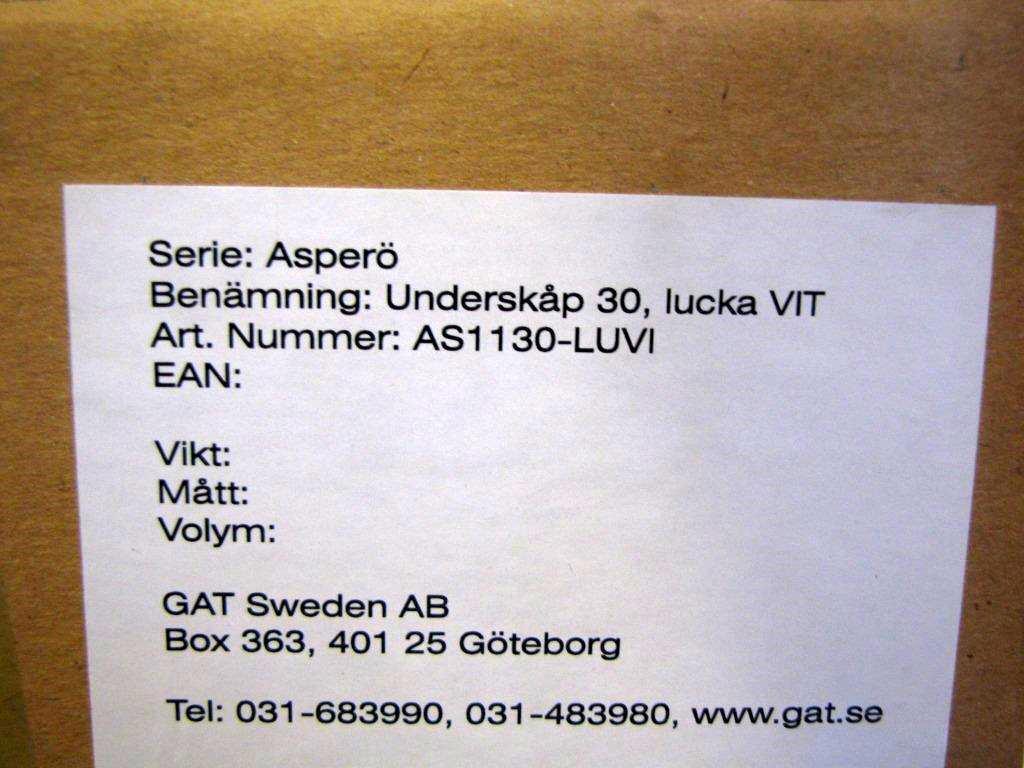 Serie: Asperö
Benämning: Underskåp 30, lucka VIT
Art. Nummer: AS1130-LUVI
EAN:
Vikt:
Mått:
Volym:
GAT Sweden AB
Box 363, 401 25 Göteborg
Tel: 031-683990, 031-483980, www.gat.se